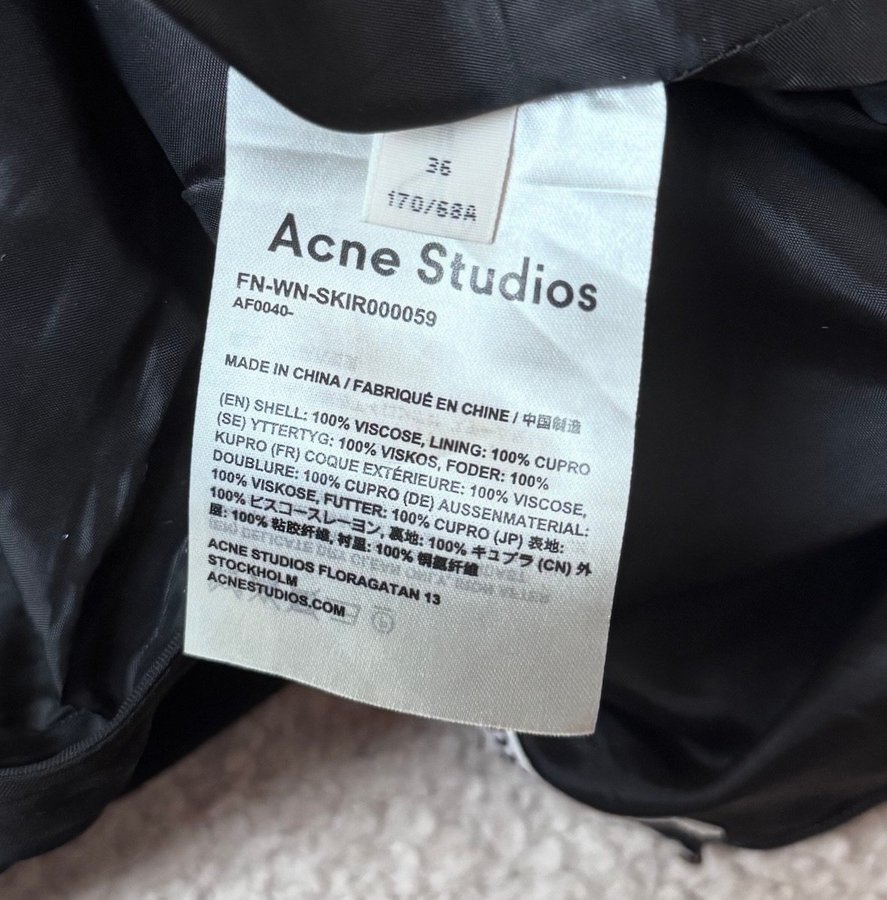 36
170/68A
Acne Studios
FN-WN-SKIR000059
AF0040-
MADE IN CHINA / FABRIQUÉ EN CHINE / 中国制造
(EN) SHELL: 100% VISCOSE, LINING: 100% CUPRO
(SE) YTTERTYG: 100% VISKOS, FODER: 100%
KUPRO (FR) COQUE EXTÉRIEURE: 100% VISCOSE,
DOUBLURE: 100% CUPRO (DE) AUSSENMATERIAL:
100% VISKOSE, FUTTER: 100% CUPRO (JP) 表地:
100% ビスコースレーヨン, 裏地: 100% キュプラ (CN) 外
层: 100% 粘胶纤维, 衬里: 100% 铜氨纤维
ACNE STUDIOS FLORAGATAN 13
STOCKHOLM
ACNESTUDIOS.COM